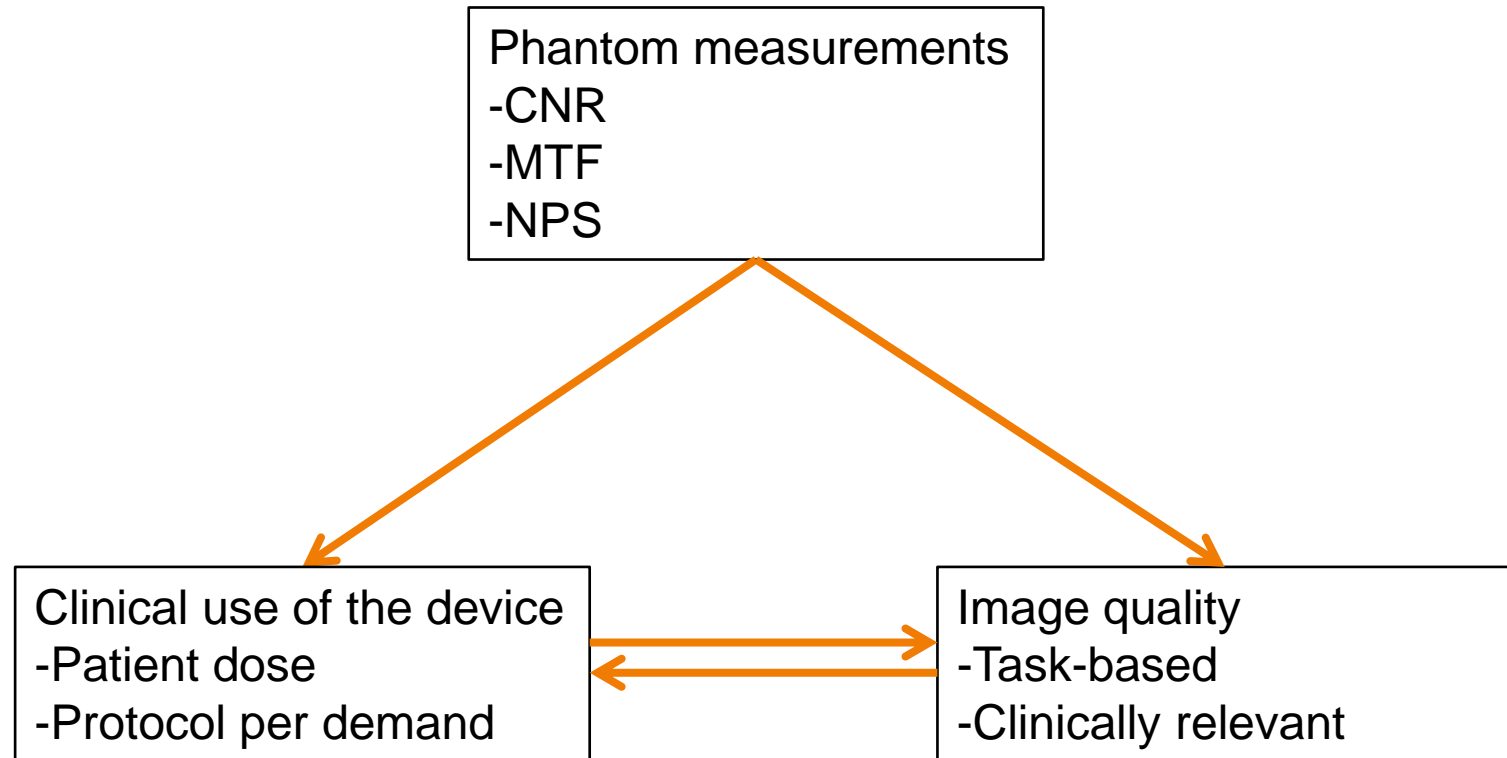 Phantom measurements
-CNR
-MTF
-NPS
Clinical use of the device
-Patient dose
-Protocol per demand
Image quality
-Task-based
-Clinically relevant